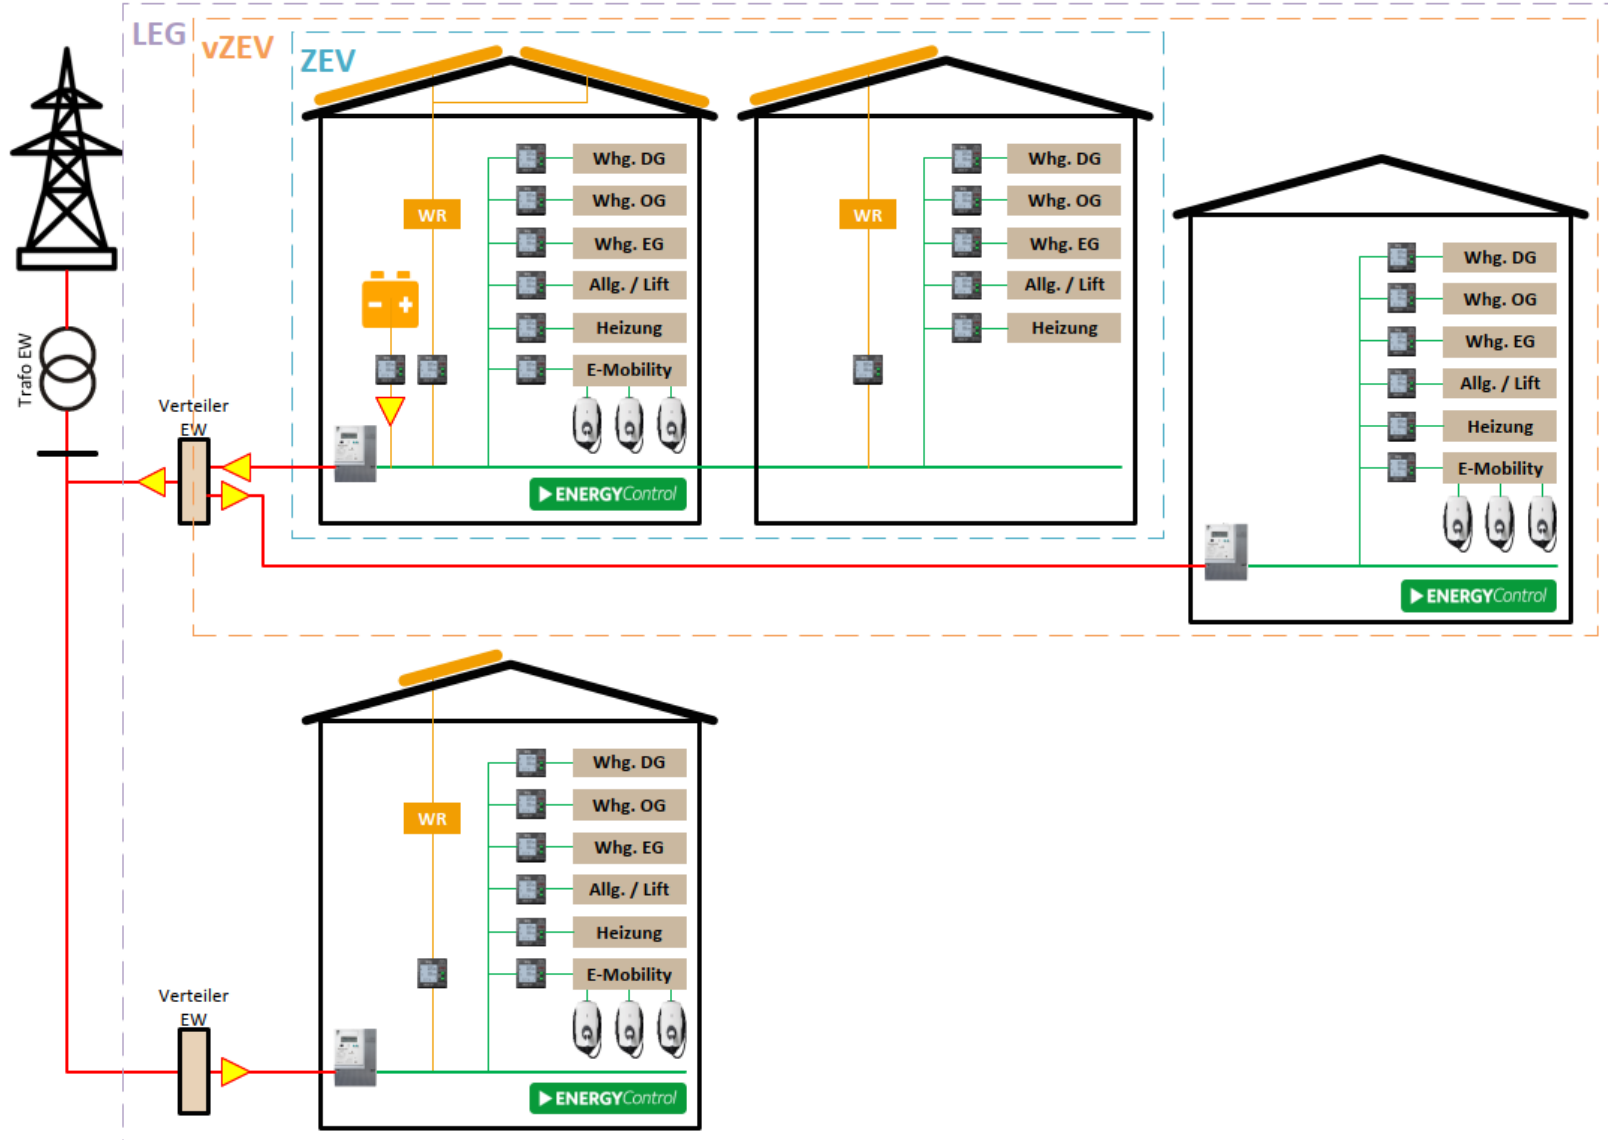 LEG
vZEV
ZEV
Whg. DG
Whg. OG
WR
Whg. EG
Allg. / Lift
Heizung
E-Mobility
ENERGYControl
Whg. DG
Whg. OG
WR
Whg. EG
Allg. / Lift
Heizung
Whg. DG
Whg. OG
Whg. EG
Allg. / Lift
Heizung
E-Mobility
ENERGYControl
Trafo EW
Verteiler
EW
Whg. DG
Whg. OG
WR
Whg. EG
Allg. / Lift
Heizung
E-Mobility
ENERGYControl
Verteiler
EW